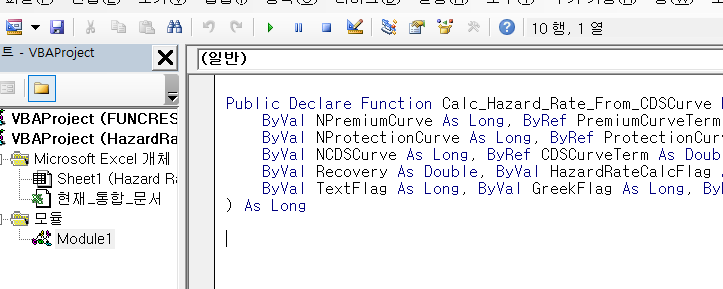 10 행, 1 열
트 - VBAProject
(일반)
VBAProject (FUNCRES
VBAProject (HazardRat
Microsoft Excel 개체
Sheet1 (Hazard Ra
현재_통합_문서
모듈
Module1
Public Declare Function Calc_Hazard_Rate_From_CDSCurve
ByVal NPremiumCurve As Long, ByRef PremiumCurveTerm
ByVal NProtectionCurve As Long, ByRef ProtectionCurv
ByVal NCDSCurve As Long, ByRef CDSCurveTerm As Doub
ByVal Recovery As Double, ByVal HazardRateCalcFlag
ByVal TextFlag As Long, ByVal GreekFlag As Long, By
) As Long